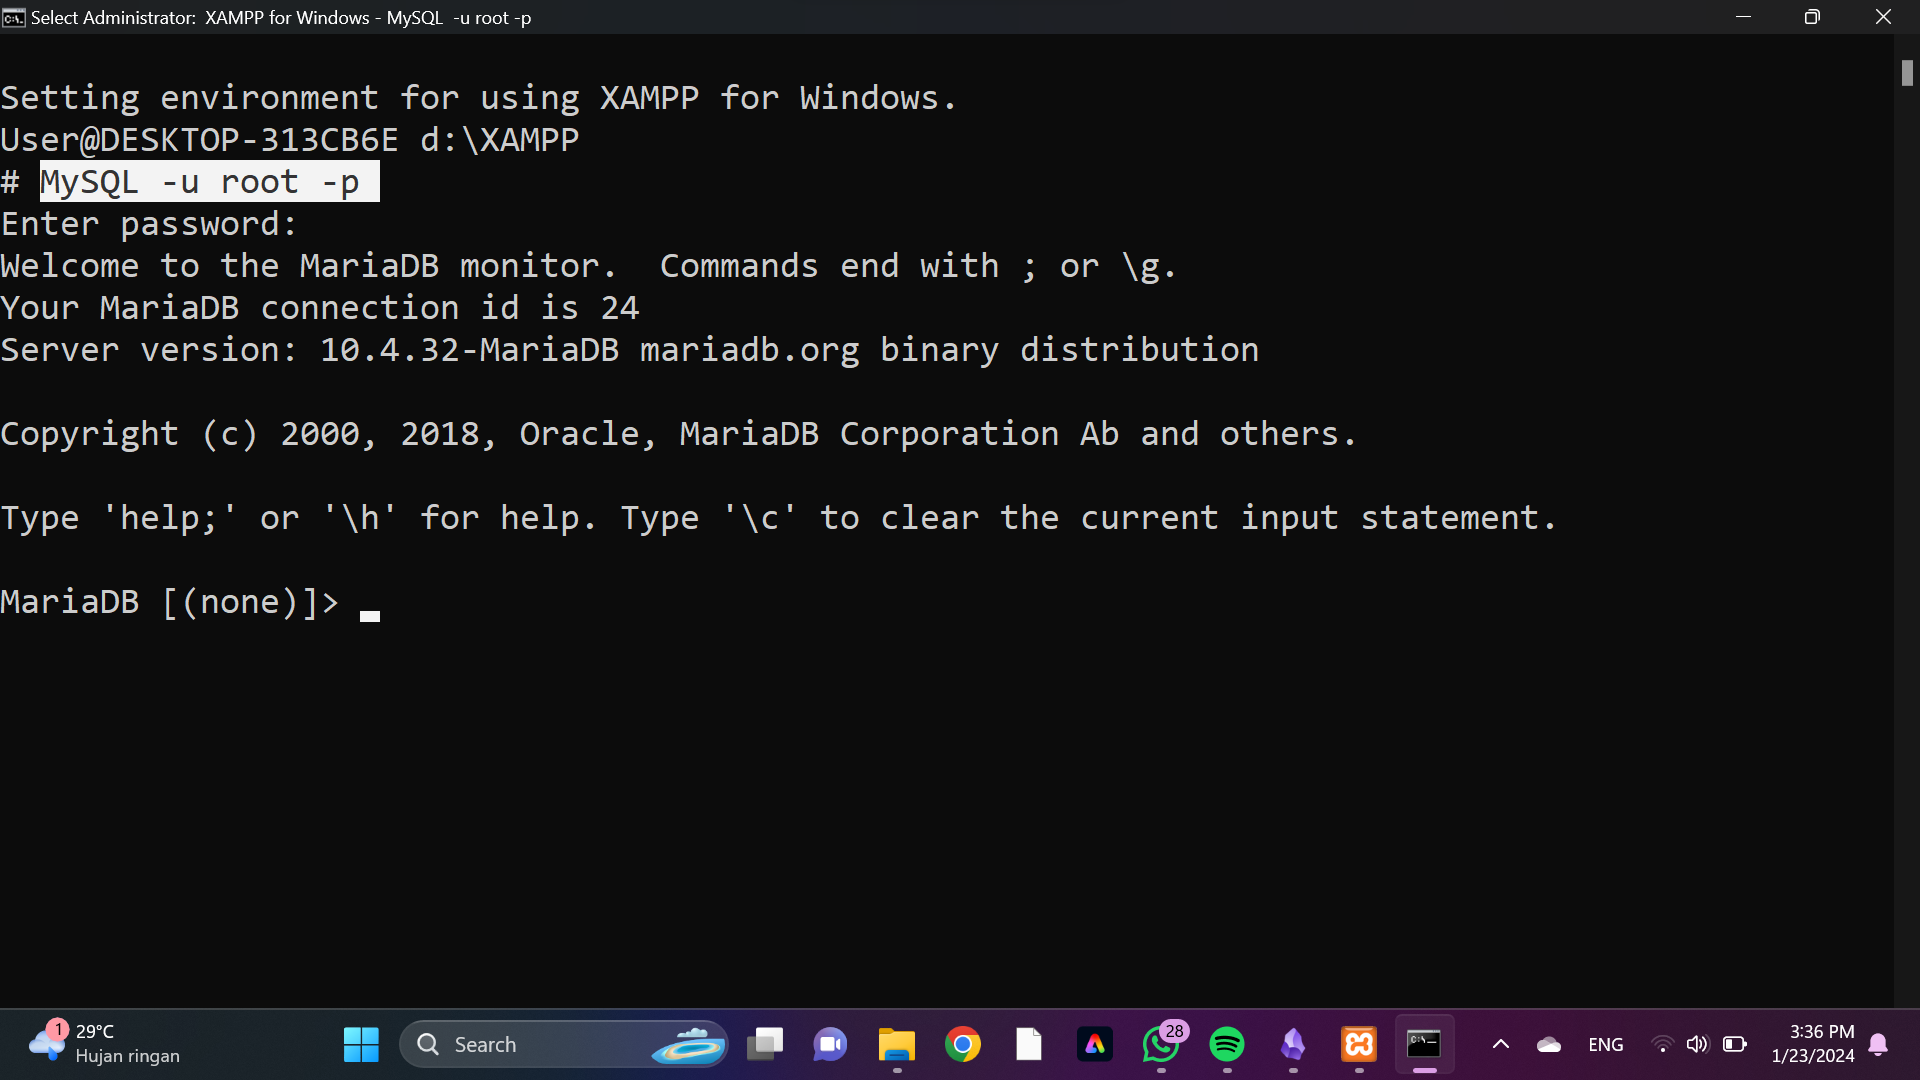 Select Administrator:  XAMPP for Windows - MySQL  -u root -p
Setting environment for using XAMPP for Windows.
User@DESKTOP-313CB6E d:\XAMPP
# MySQL -u root -p
Enter password:
Welcome to the MariaDB monitor.  Commands end with ; or \g.
Your MariaDB connection id is 24
Server version: 10.4.32-MariaDB mariadb.org binary distribution
Copyright (c) 2000, 2018, Oracle, MariaDB Corporation Ab and others.
Type 'help;' or '\h' for help. Type '\c' to clear the current input statement.
MariaDB [(none)]> _
1
29°C
Hujan ringan
Search
28
ENG
3:36 PM
1/23/2024